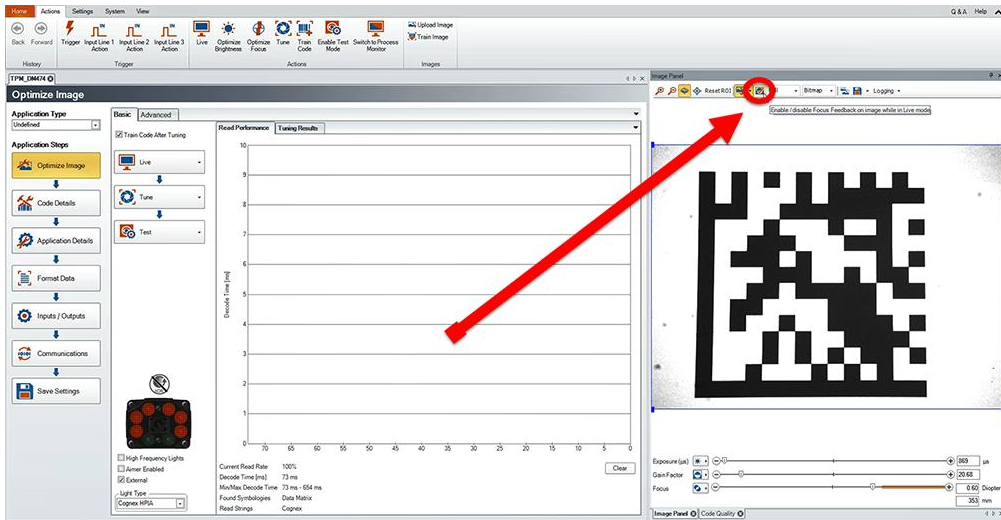 Home Actions Settings System View Q & A Help
Back Forward Trigger Input Line 1 Action Input Line 2 Action Input Line 3 Action Live Optimize Brightness Optimize Focus Tune Train Code Enable Test Mode Switch to Process Monitor Upload Image Train Image
History Trigger Actions Images
TPM_DM474
Image Panel
Optimize Image
Reset ROI Bitmap Logging
Enable /disable Focus Feedback on image while in Live mode
Application Type
Undefined
Application Steps
Optimize Image
Code Details
Application Details
Format Data
Inputs / Outputs
Communications
Save Settings
Basic Advanced
Train Code After Tuning
Live
Tune
Test
High Frequency Lights
Aimer Enabled
External
Light Type
Cognex HPIA
Read Performance Tuning Results
Decode Time [ms]
10
9
8
7
6
5
4
3
2
1
0
70 65 60 55 50 45 40 35 30 25 20 15 10 5 0
Current Read Rate 100%
Decode Time [ms] 73 ms
Min/Max Decode Time 73 ms - 654 ms
Found Symbologies Data Matrix
Read Strings Cognex
Clear
Exposure (µs) 869 µs
Gain Factor 20.68
Focus 0.60 Diopter
353 mm
Image Panel Code Quality